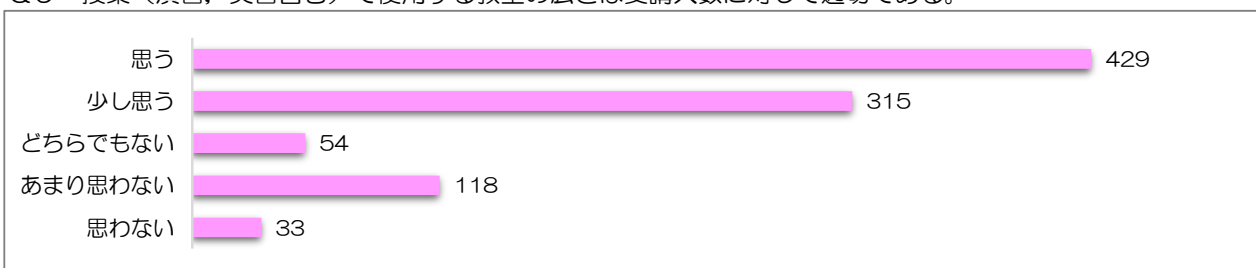 授業（演習，実習含む）で使用する教室の広さは受講人数に対して適切である。
思う 429
少し思う 315
どちらでもない 54
あまり思わない 118
思わない 33